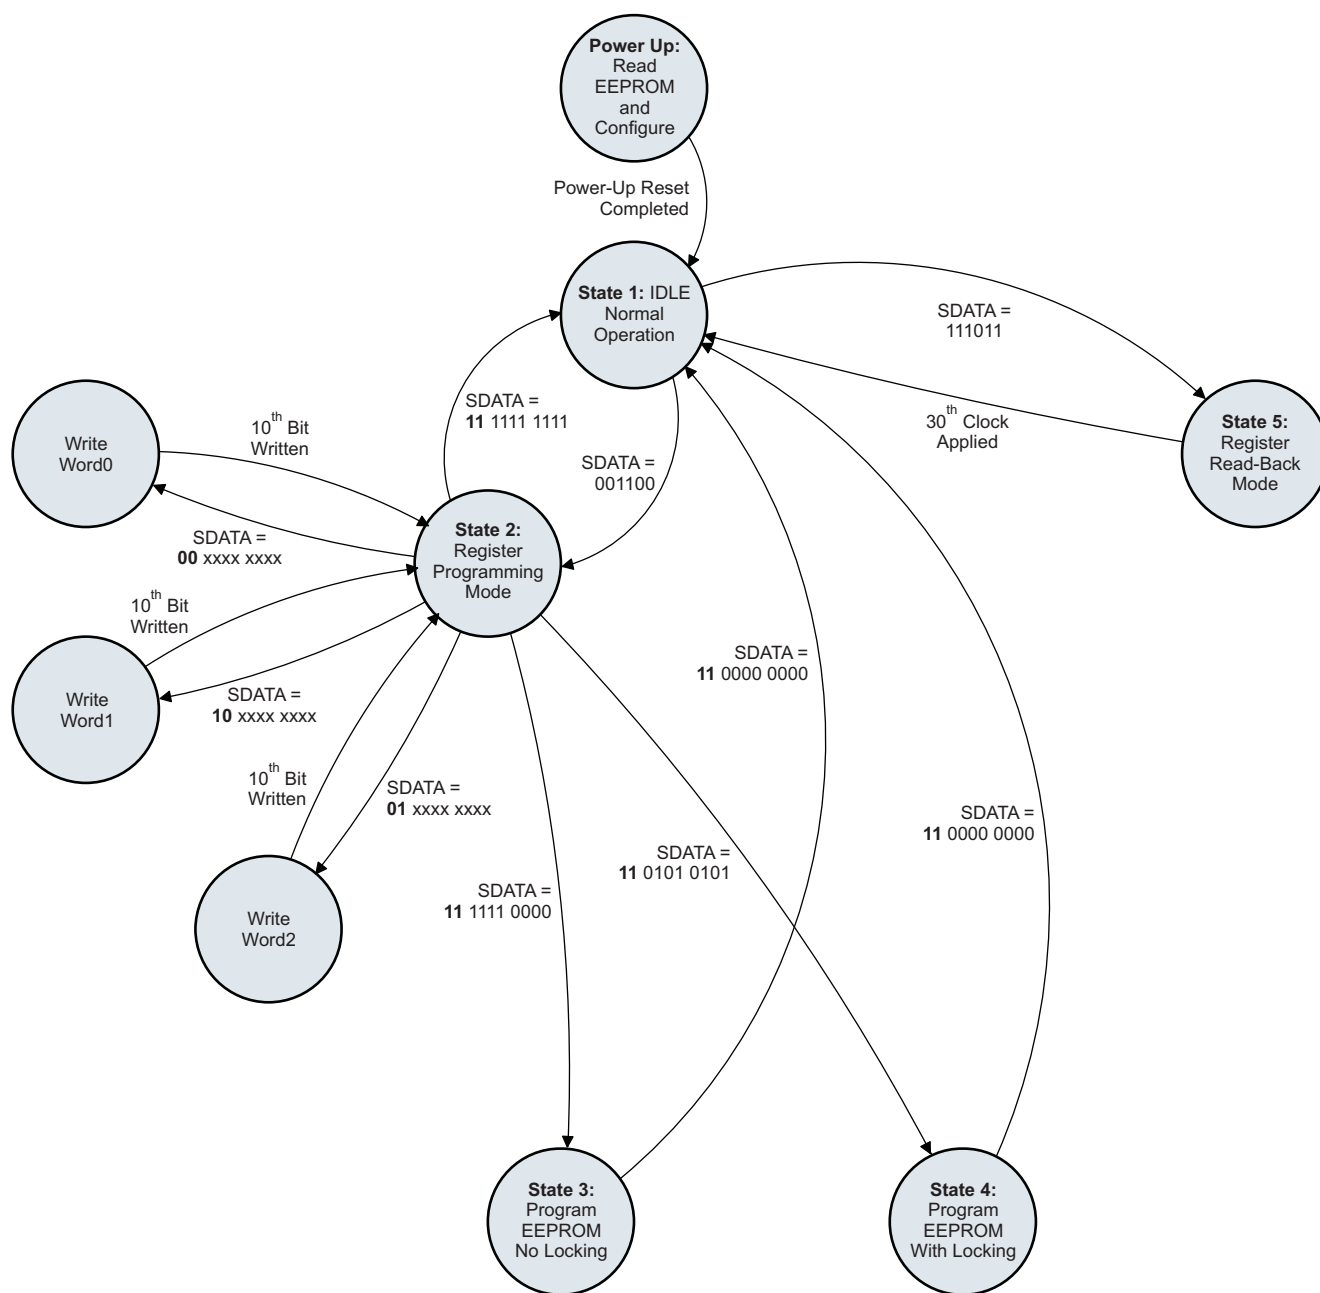 Power Up:
Read
EEPROM
and
Configure
Power-Up Reset
Completed
State 1: IDLE
Normal
Operation
SDATA =
111011
30th Clock
Applied
State 5:
Register
Read-Back
Mode
SDATA =
11 1111 1111
SDATA =
001100
10th Bit
Written
Write
Word0
SDATA =
00 xxxx xxxx
State 2:
Register
Programming
Mode
10th Bit
Written
Write
Word1
SDATA =
10 xxxx xxxx
10th Bit
Written
SDATA =
01 xxxx xxxx
Write
Word2
SDATA =
11 0000 0000
SDATA =
11 0000 0000
SDATA =
11 0101 0101
SDATA =
11 1111 0000
State 3:
Program
EEPROM
No Locking
State 4:
Program
EEPROM
With Locking